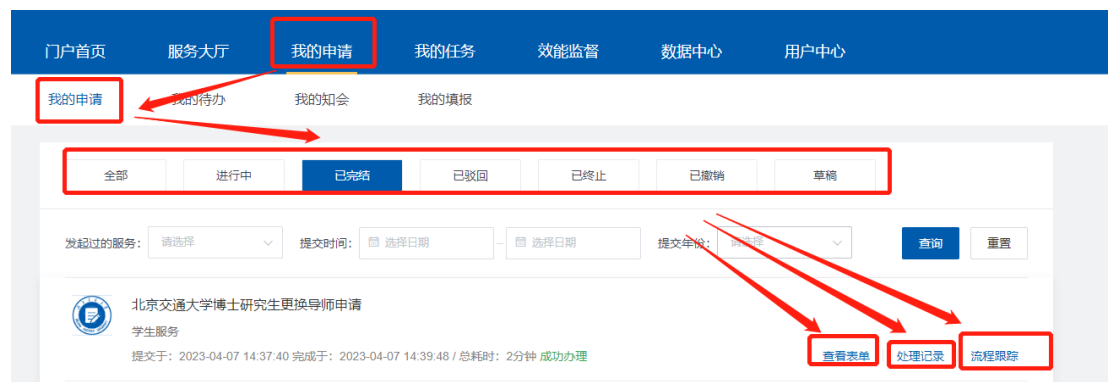 门户首页 服务大厅 我的申请 我的任务 效能监督 数据中心 用户中心
我的申请 我的待办 我的知会 我的填报
全部 进行中 已完结 已驳回 已终止 已撤销 草稿
发起过的服务： 请选择 提交时间： 选择日期 - 选择日期 提交年份： 请选择 查询 重置
北京交通大学博士研究生更换导师申请
学生服务
提交于：2023-04-07 14:37:40 完成于：2023-04-07 14:39:48 / 总耗时：2分钟 成功办理 查看表单 处理记录 流程跟踪